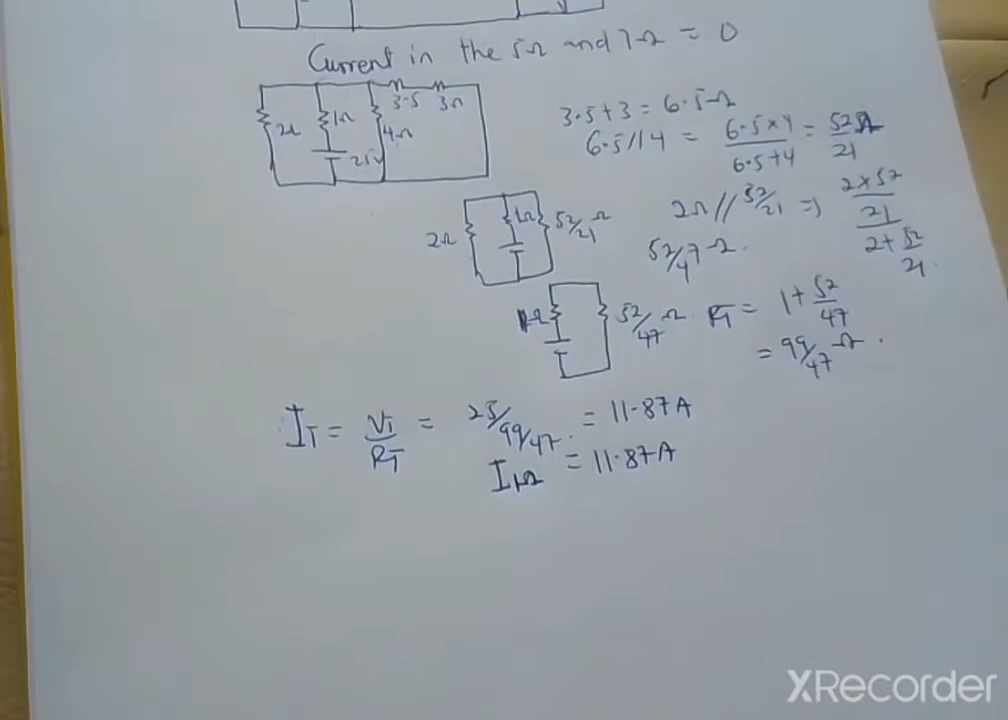 Current in the 5Ω and 7Ω = 0
2Ω
1Ω
25V
4Ω
3.5
3Ω
3.5+3 = 6.5Ω
6.5//4 = 6.5×4/6.5+4 = 52/21 Ω
2Ω
1Ω
52/21 Ω
2Ω // 52/21 => 2×52/21 / 2+52/21
52/47 Ω.
1Ω
52/47 Ω
RT = 1+52/47
= 99/47 Ω.
IT = VT/RT = 25/99/47. = 11.87A
I1Ω = 11.87A
XRecorder